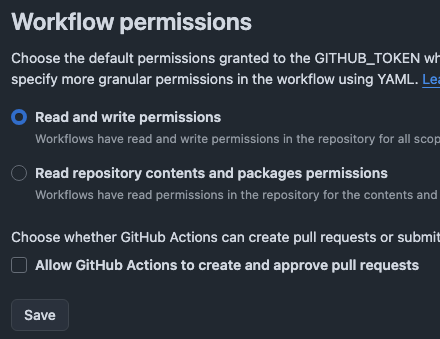 Workflow permissions
Choose the default permissions granted to the GITHUB_TOKEN wh
specify more granular permissions in the workflow using YAML. Lea
Read and write permissions
Workflows have read and write permissions in the repository for all scop
Read repository contents and packages permissions
Workflows have read permissions in the repository for the contents and
Choose whether GitHub Actions can create pull requests or submit
Allow GitHub Actions to create and approve pull requests
Save